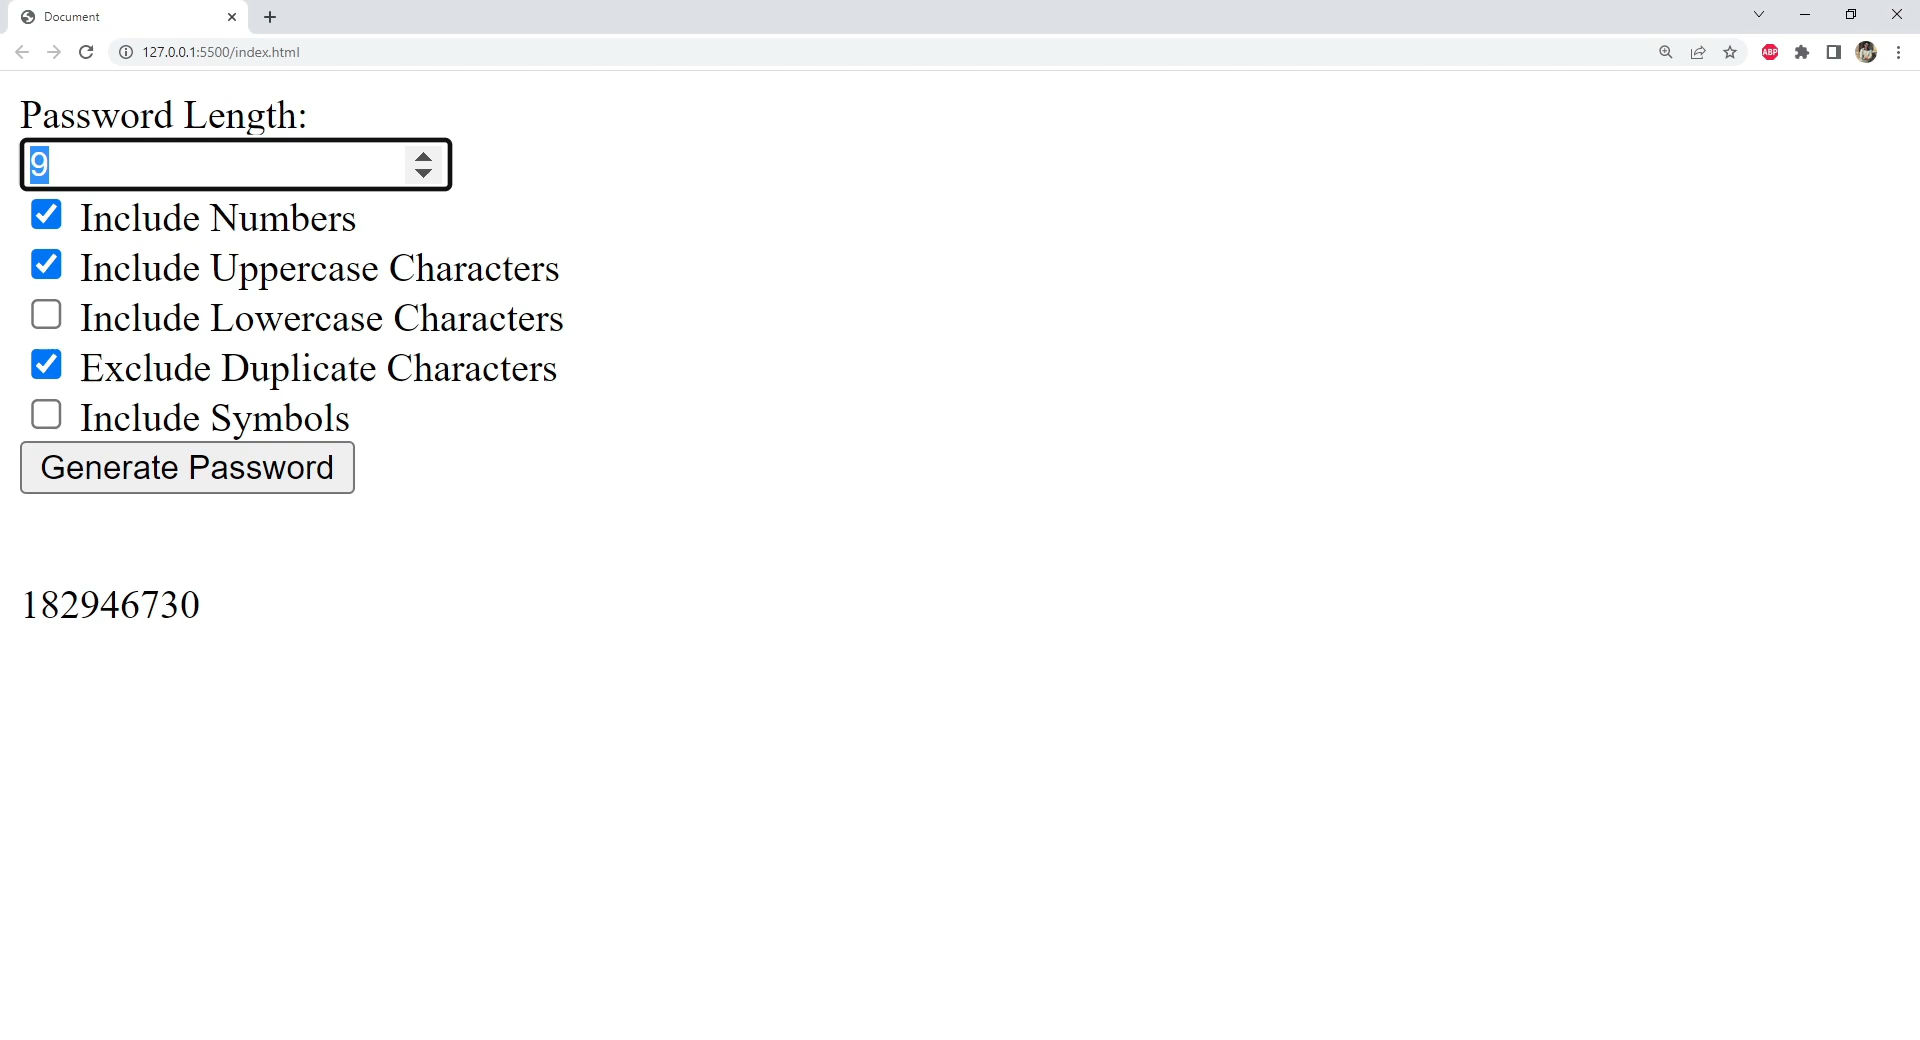 Document
127.0.0.1:5500/index.html
ABP
Password Length:
9
Include Numbers
Include Uppercase Characters
Include Lowercase Characters
Exclude Duplicate Characters
Include Symbols
Generate Password
182946730